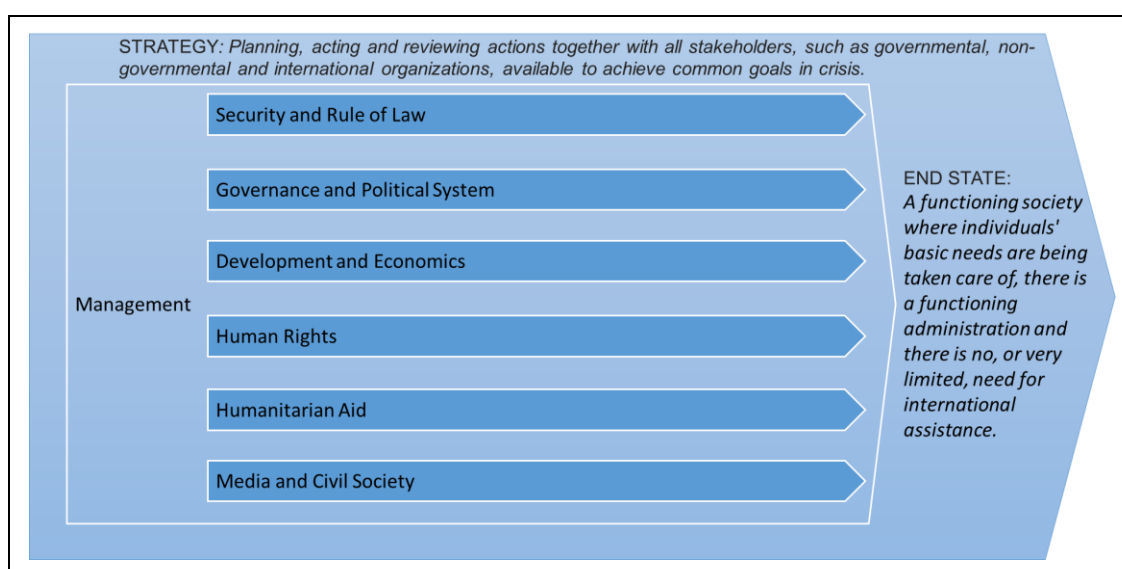 STRATEGY: Planning, acting and reviewing actions together with all stakeholders, such as governmental, non-
governmental and international organizations, available to achieve common goals in crisis.
Security and Rule of Law
Governance and Political System
Development and Economics
Management
Human Rights
Humanitarian Aid
Media and Civil Society
END STATE:
A functioning society
where individuals'
basic needs are being
taken care of, there is
a functioning
administration and
there is no, or very
limited, need for
international
assistance.